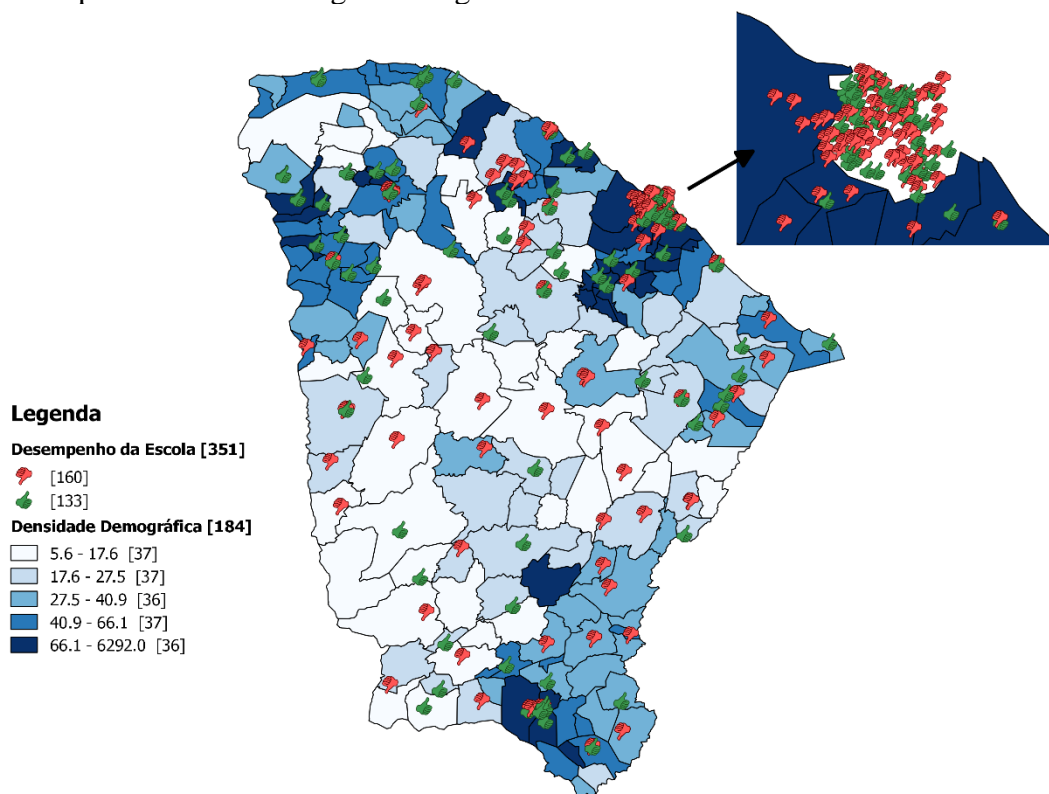 Legenda
Desempenho da Escola [351]
[160]
[133]
Densidade Demográfica [184]
5.6 - 17.6 [37]
17.6 - 27.5 [37]
27.5 - 40.9 [36]
40.9 - 66.1 [37]
66.1 - 6292.0 [36]